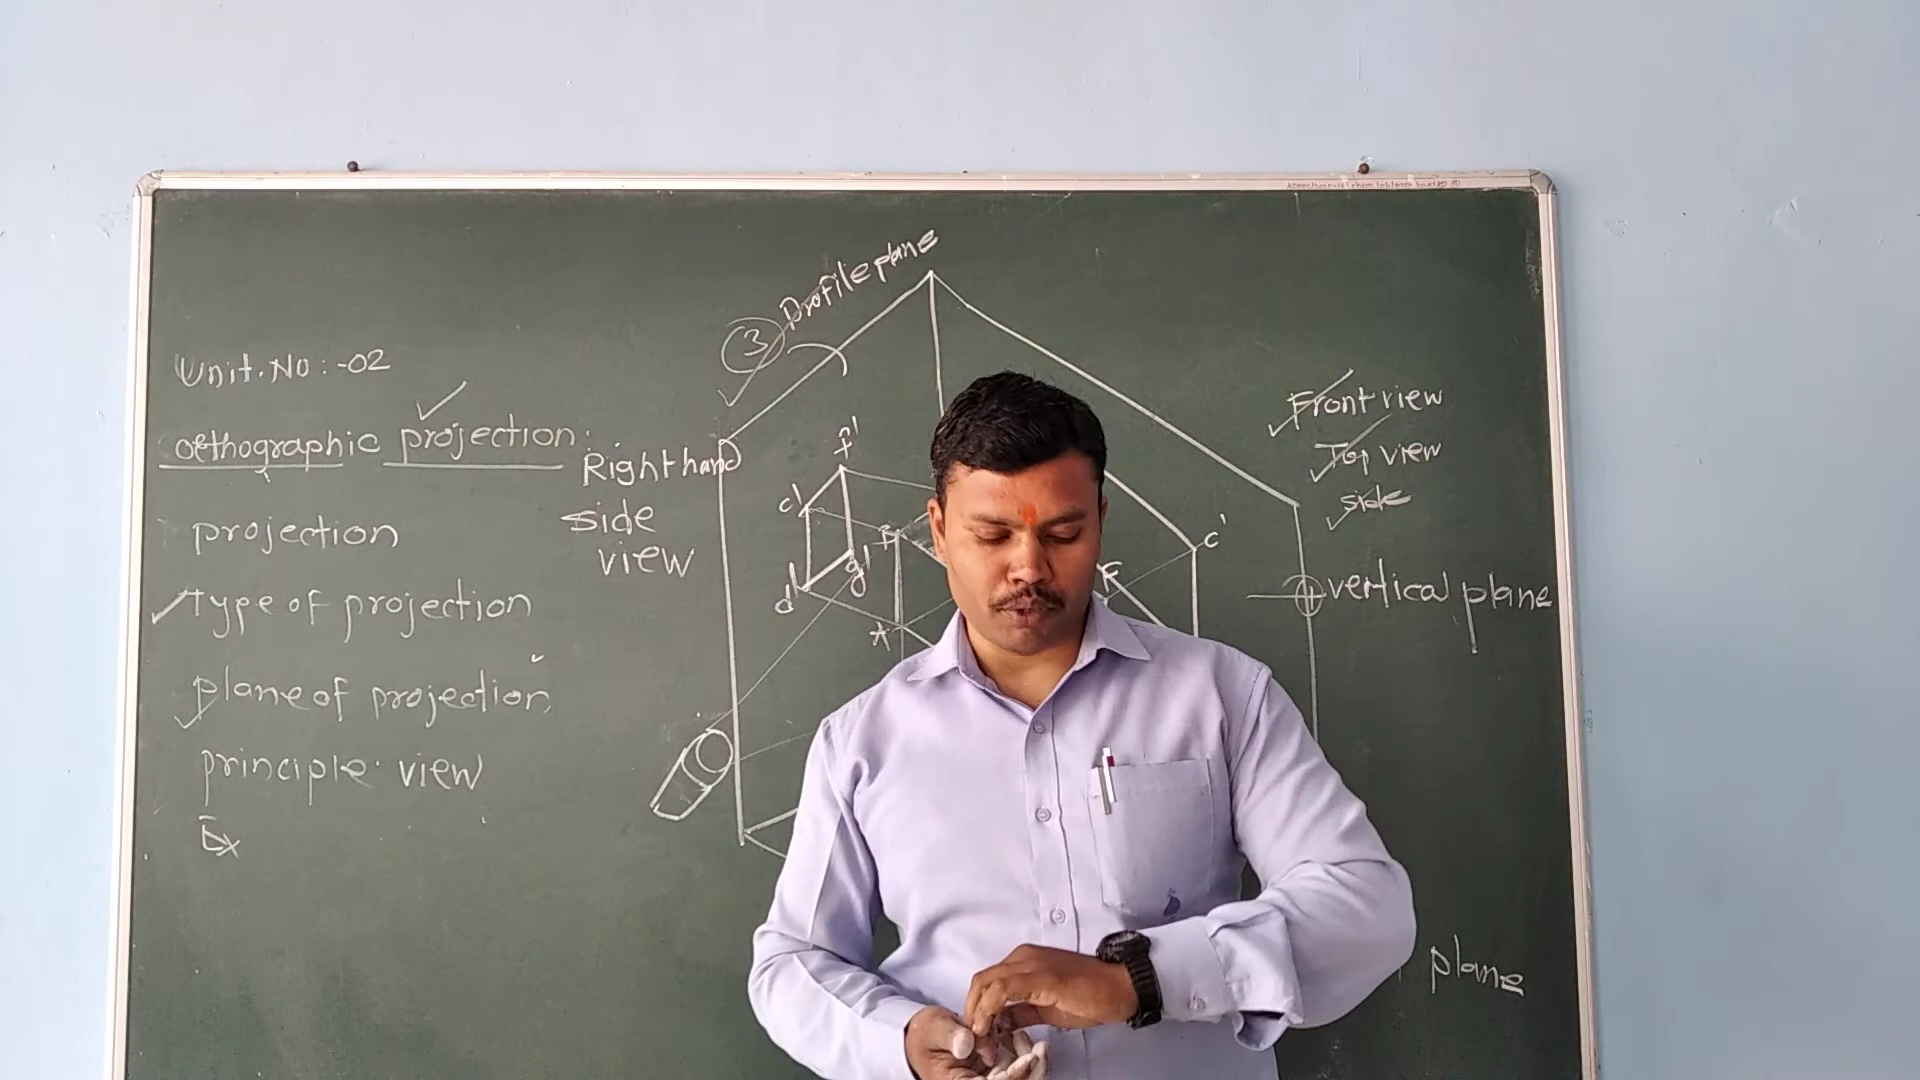 Unit. No :- 02
orthographic projection:
projection
Type of projection
plane of projection,
principle view
Ex
3
Profile plane
Right hand
side
view
f'
c'
d'
g'
B
A
F
c'
Front view
Top view
side
vertical plane
plane